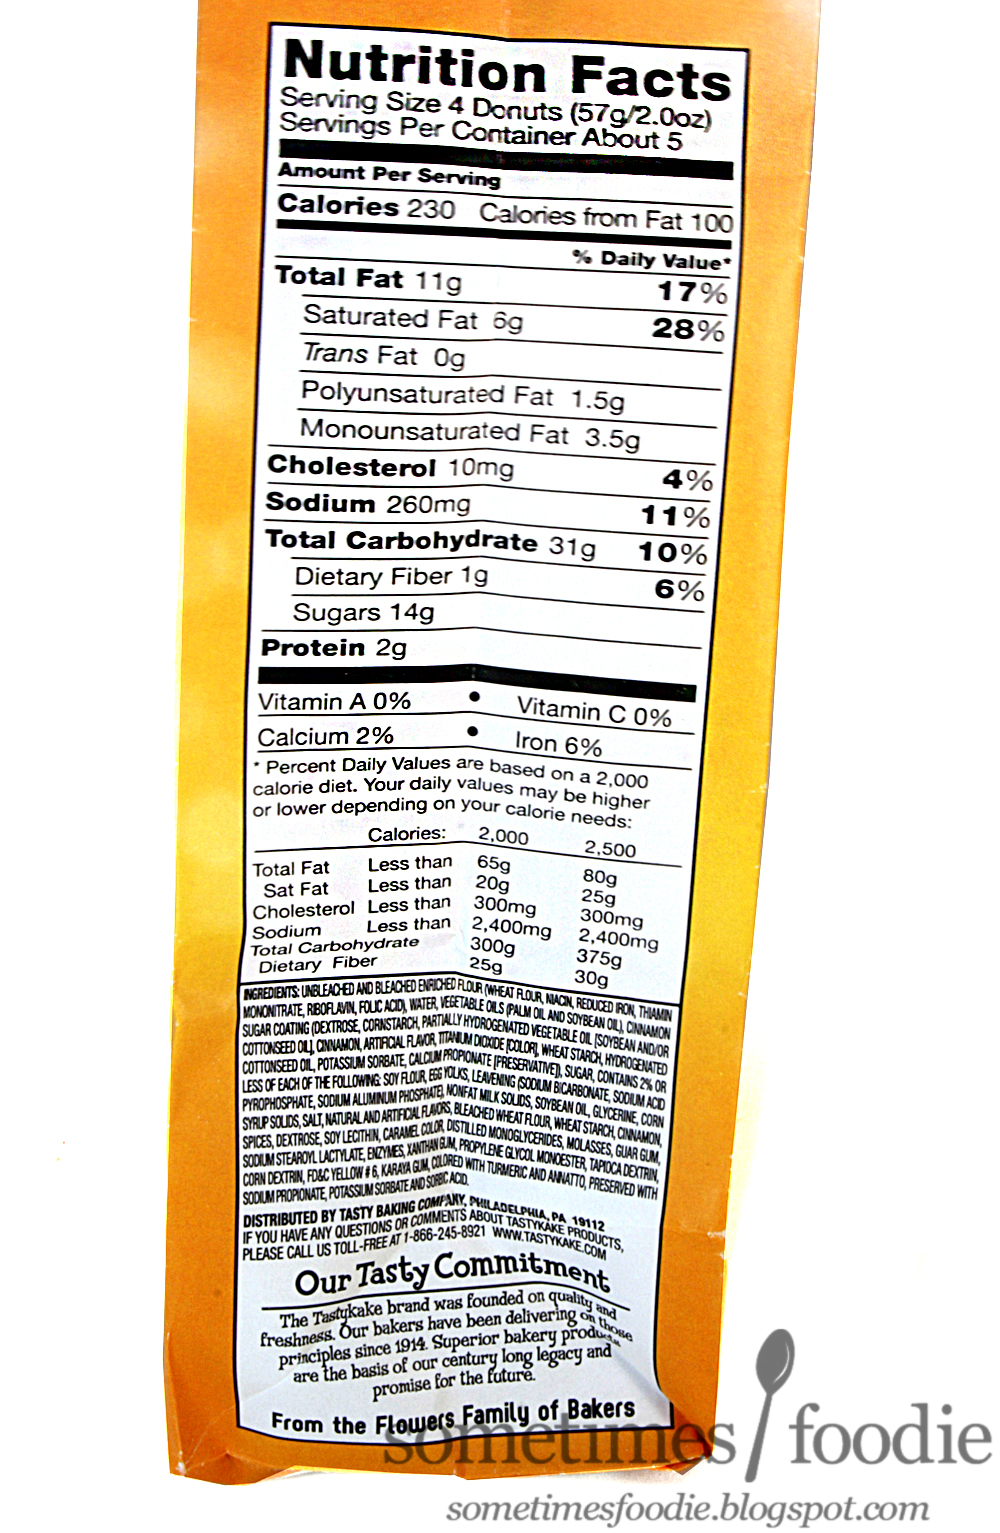 Nutrition Facts
Serving Size 4 Donuts (57g/2.0oz)
Servings Per Container About 5
Amount Per Serving
Calories 230 Calories from Fat 100
% Daily Value*
Total Fat 11g 17%
Saturated Fat 6g 28%
Trans Fat 0g
Polyunsaturated Fat 1.5g
Monounsaturated Fat 3.5g
Cholesterol 10mg 4%
Sodium 260mg 11%
Total Carbohydrate 31g 10%
Dietary Fiber 1g 6%
Sugars 14g
Protein 2g
Vitamin A 0% • Vitamin C 0%
Calcium 2% • Iron 6%
* Percent Daily Values are based on a 2,000
calorie diet. Your daily values may be higher
or lower depending on your calorie needs:
Calories: 2,000 2,500
Total Fat Less than 65g 80g
Sat Fat Less than 20g 25g
Cholesterol Less than 300mg 300mg
Sodium Less than 2,400mg 2,400mg
Total Carbohydrate 300g 375g
Dietary Fiber 25g 30g
INGREDIENTS: UNBLEACHED AND BLEACHED ENRICHED FLOUR (WHEAT FLOUR, NIACIN, REDUCED IRON, THIAMIN
MONONITRATE, RIBOFLAVIN, FOLIC ACID), WATER, VEGETABLE OILS (PALM OIL AND SOYBEAN OIL), CINNAMON
SUGAR COATING (DEXTROSE, CORNSTARCH, PARTIALLY HYDROGENATED VEGETABLE OIL [SOYBEAN AND/OR
COTTONSEED OIL], CINNAMON, ARTIFICIAL FLAVOR, TITANIUM DIOXIDE [COLOR], WHEAT STARCH, HYDROGENATED
COTTONSEED OIL, POTASSIUM SORBATE, CALCIUM PROPIONATE [PRESERVATIVE]), SUGAR, CONTAINS 2% OR
LESS OF EACH OF THE FOLLOWING: SOY FLOUR, EGG YOLKS, LEAVENING (SODIUM BICARBONATE, SODIUM ACID
PYROPHOSPHATE, SODIUM ALUMINUM PHOSPHATE), NONFAT MILK SOLIDS, SOYBEAN OIL, GLYCERINE, CORN
SYRUP SOLIDS, SALT, NATURAL AND ARTIFICIAL FLAVORS, BLEACHED WHEAT FLOUR, WHEAT STARCH, CINNAMON,
SPICES, DEXTROSE, SOY LECITHIN, CARAMEL COLOR, DISTILLED MONOGLYCERIDES, MOLASSES, GUAR GUM,
SODIUM STEAROYL LACTYLATE, ENZYMES, XANTHAN GUM, PROPYLENE GLYCOL MONOESTER, TAPIOCA DEXTRIN,
CORN DEXTRIN, FD&C YELLOW # 6, KARAYA GUM, COLORED WITH TURMERIC AND ANNATTO, PRESERVED WITH
SODIUM PROPIONATE, POTASSIUM SORBATE AND SORBIC ACID.
DISTRIBUTED BY TASTY BAKING COMPANY, PHILADELPHIA, PA 19112
IF YOU HAVE ANY QUESTIONS OR COMMENTS ABOUT TASTYKAKE PRODUCTS,
PLEASE CALL US TOLL-FREE AT 1-866-245-8921 WWW.TASTYKAKE.COM
Our Tasty Commitment
The Tastykake brand was founded on quality and
freshness. Our bakers have been delivering on those
principles since 1914. Superior bakery products
are the basis of our century long legacy and
promise for the future.
From the Flowers Family of Bakers
sometimes foodie
sometimesfoodie.blogspot.com